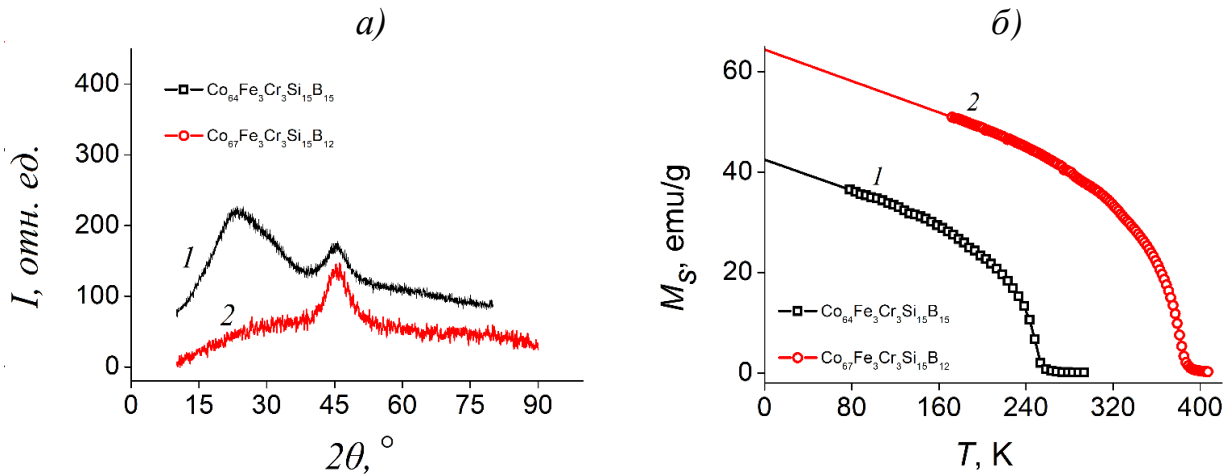 а)
I, отн. ед.
400
300
200
100
0
Co64Fe3Cr3Si15B15
Co67Fe3Cr3Si15B12
1
2
0 15 30 45 60 75 90
2θ, °
б)
MS, emu/g
60
40
20
0
2
1
Co64Fe3Cr3Si15B15
Co67Fe3Cr3Si15B12
0 80 160 240 320 400
T, K